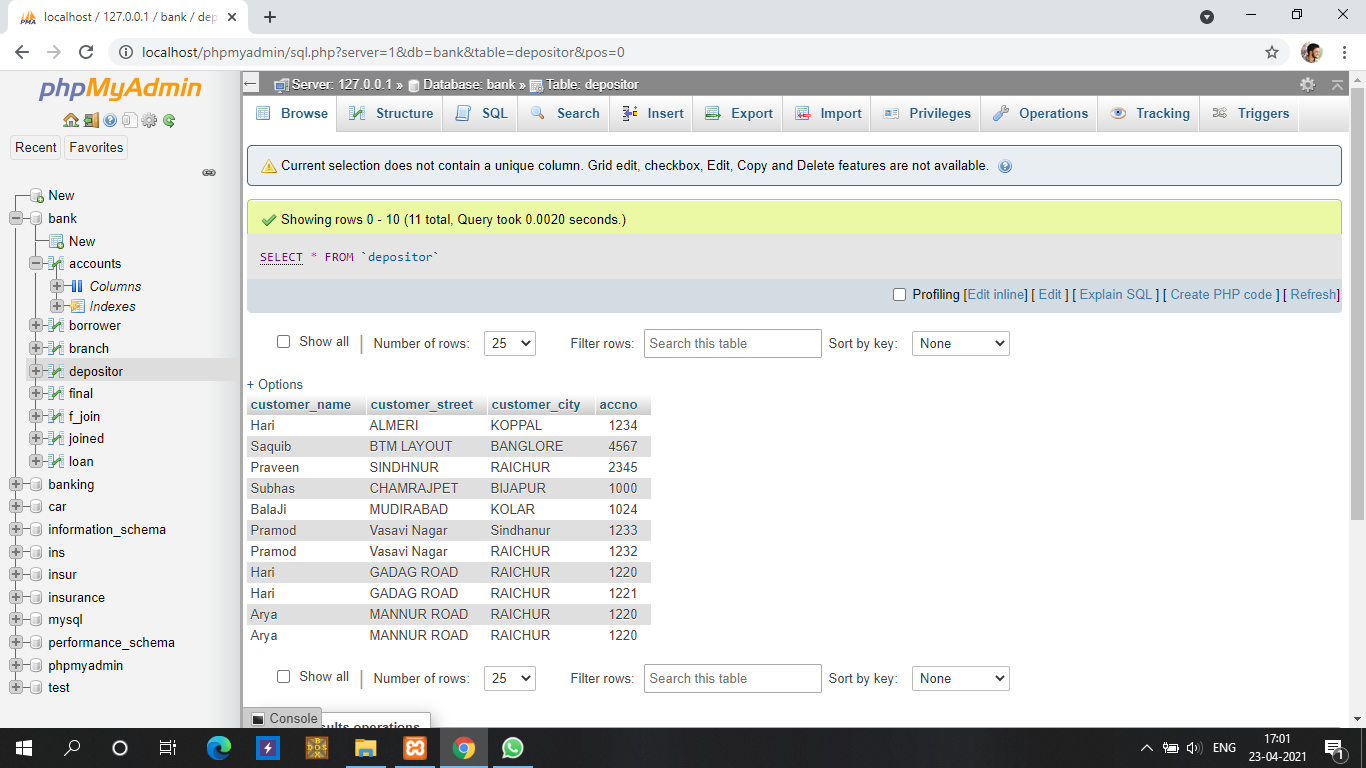 localhost / 127.0.0.1 / bank / dep
localhost/phpmyadmin/sql.php?server=1&db=bank&table=depositor&pos=0
phpMyAdmin
Recent Favorites
New
bank
New
accounts
Columns
Indexes
borrower
branch
depositor
final
f_join
joined
loan
banking
car
information_schema
ins
insur
insurance
mysql
performance_schema
phpmyadmin
test
Server: 127.0.0.1 » Database: bank » Table: depositor
Browse Structure SQL Search Insert Export Import Privileges Operations Tracking Triggers
Current selection does not contain a unique column. Grid edit, checkbox, Edit, Copy and Delete features are not available.
Showing rows 0 - 10 (11 total, Query took 0.0020 seconds.)
SELECT * FROM `depositor`
Profiling [Edit inline] [ Edit ] [ Explain SQL ] [ Create PHP code ] [ Refresh]
Show all | Number of rows: 25 Filter rows: Search this table Sort by key: None
+ Options
customer_name customer_street customer_city accno
Hari ALMERI KOPPAL 1234
Saquib BTM LAYOUT BANGLORE 4567
Praveen SINDHNUR RAICHUR 2345
Subhas CHAMRAJPET BIJAPUR 1000
BalaJi MUDIRABAD KOLAR 1024
Pramod Vasavi Nagar Sindhanur 1233
Pramod Vasavi Nagar RAICHUR 1232
Hari GADAG ROAD RAICHUR 1220
Hari GADAG ROAD RAICHUR 1221
Arya MANNUR ROAD RAICHUR 1220
Arya MANNUR ROAD RAICHUR 1220
Show all | Number of rows: 25 Filter rows: Search this table Sort by key: None
Console
operations
ENG
17:01
23-04-2021
1